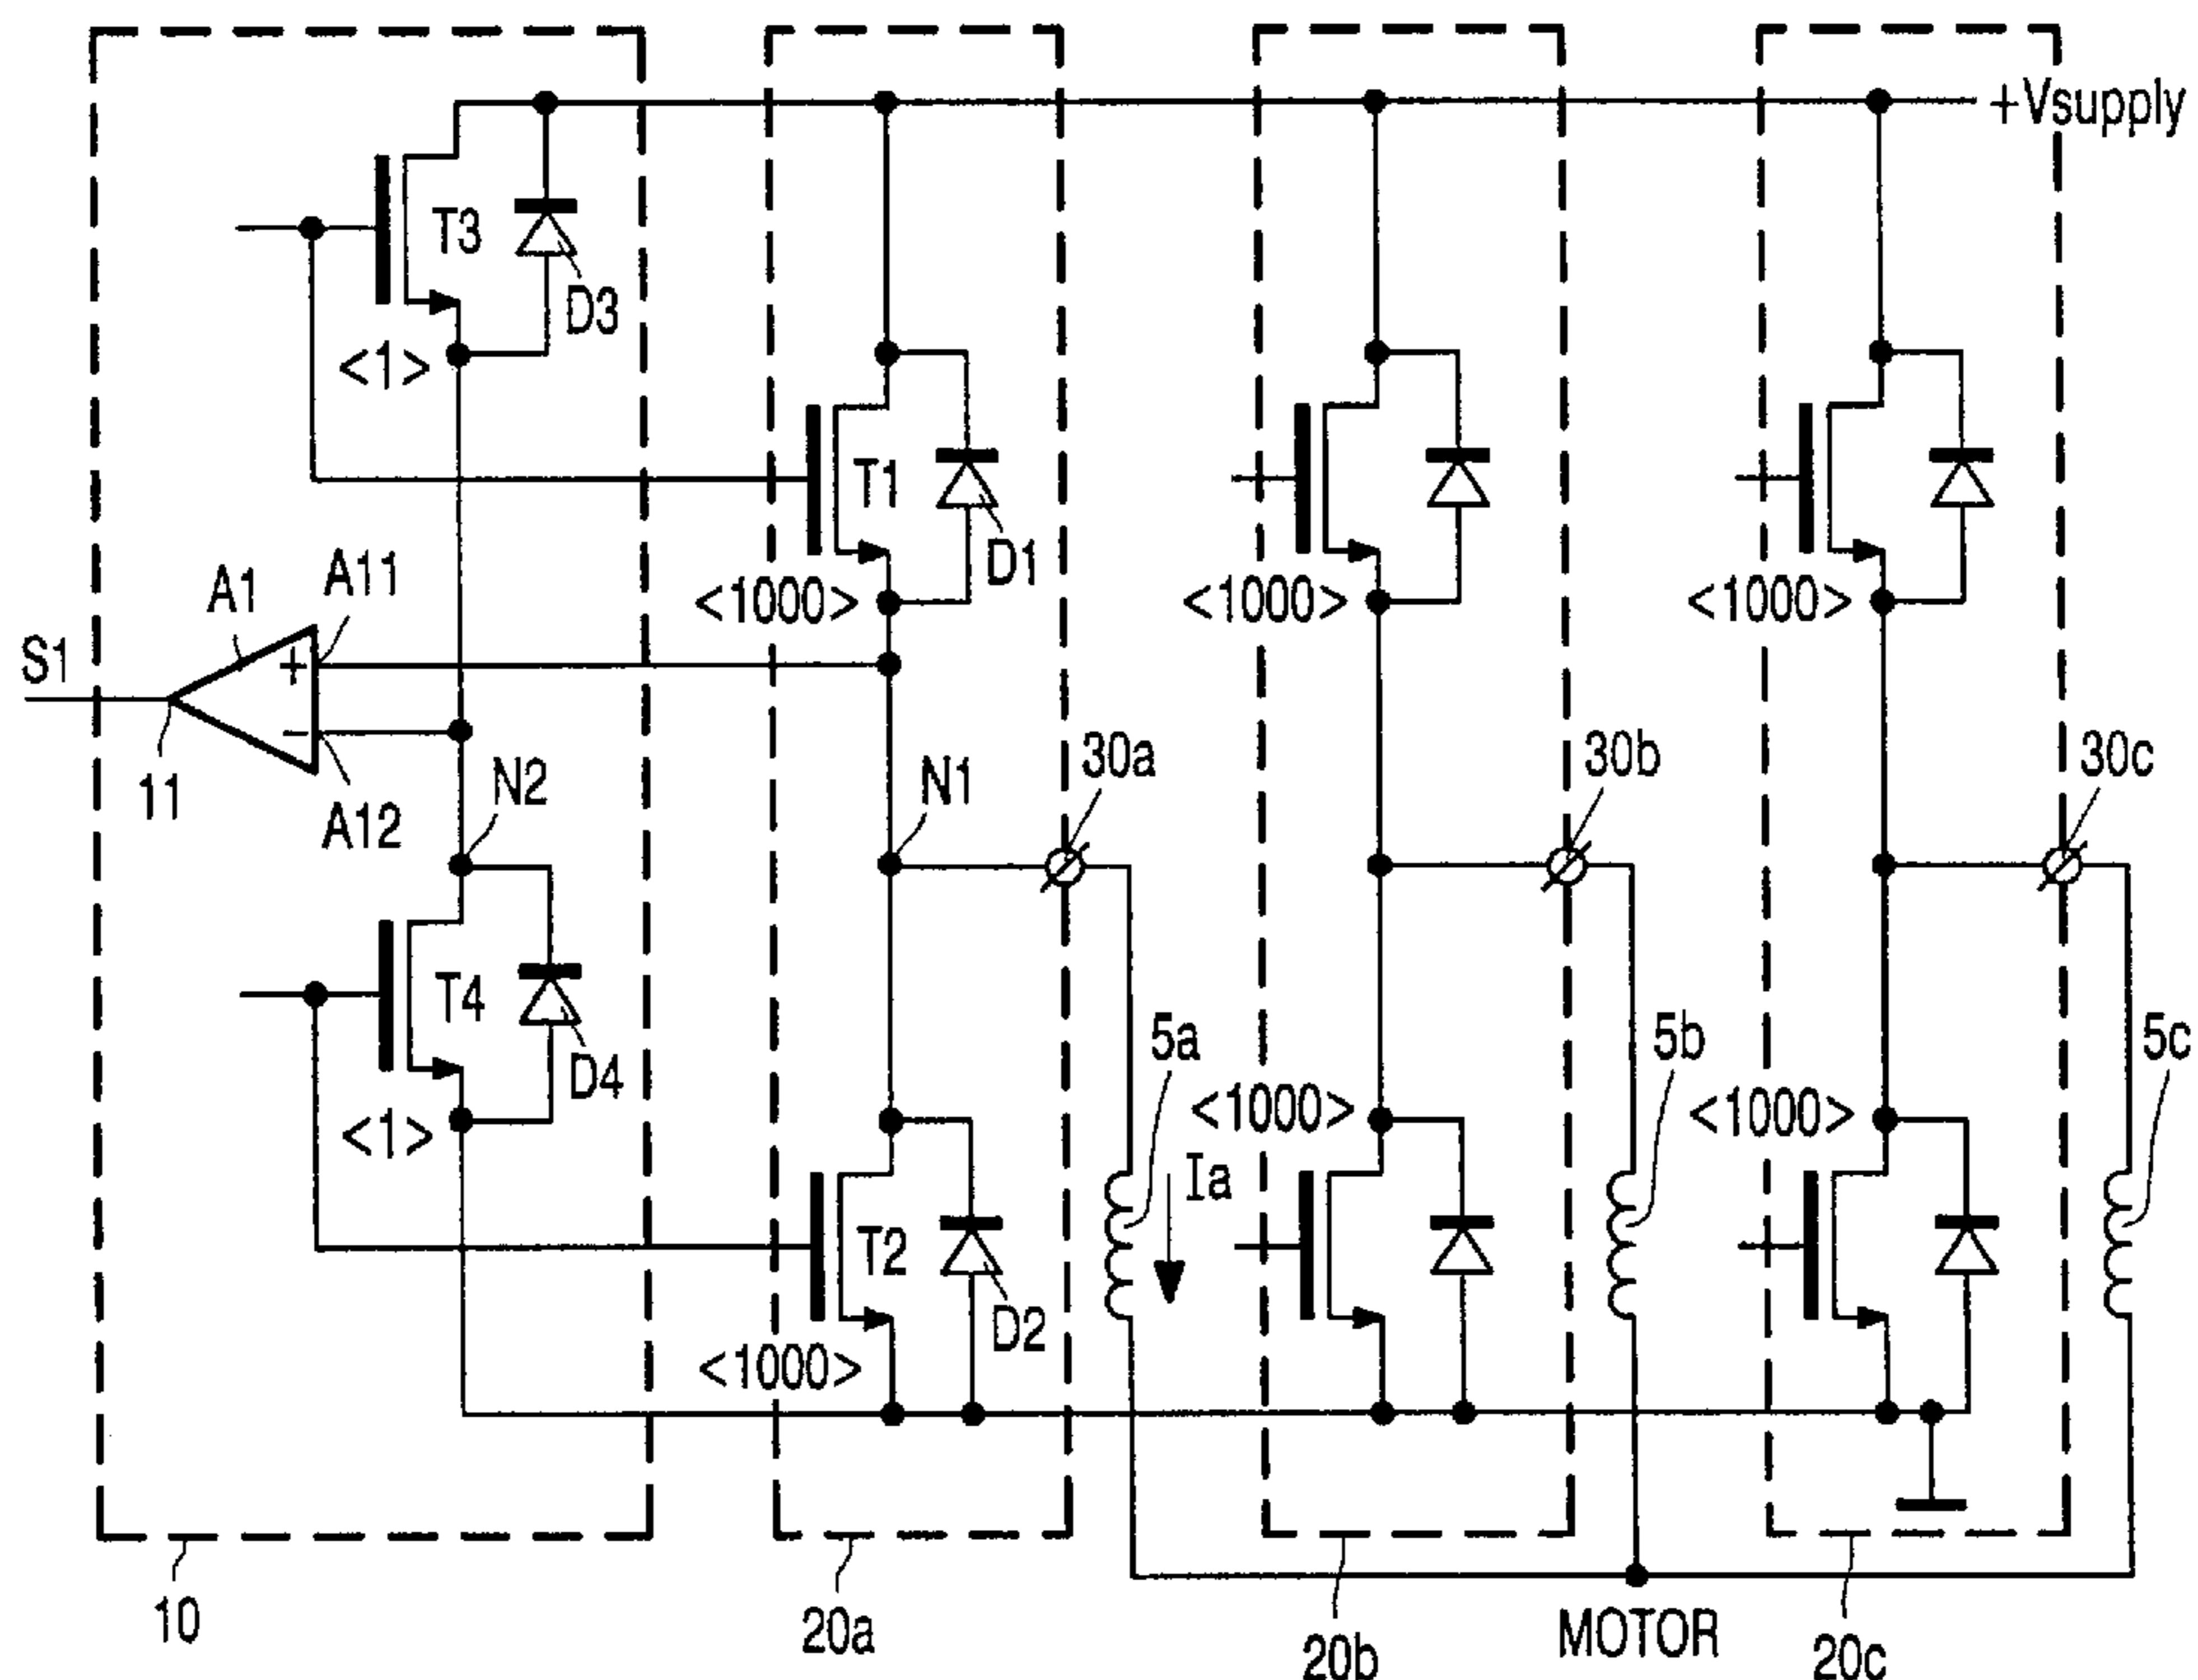 +Vsupply
T3
D3
<1>
T1
D1
<1000>
<1000>
<1000>
A1
A11
S1
+
−
11
A12
N2
N1
30a
30b
30c
T4
D4
<1>
5a
5b
5c
Ia
<1000>
<1000>
T2
D2
<1000>
10
20a
20b
MOTOR
20c